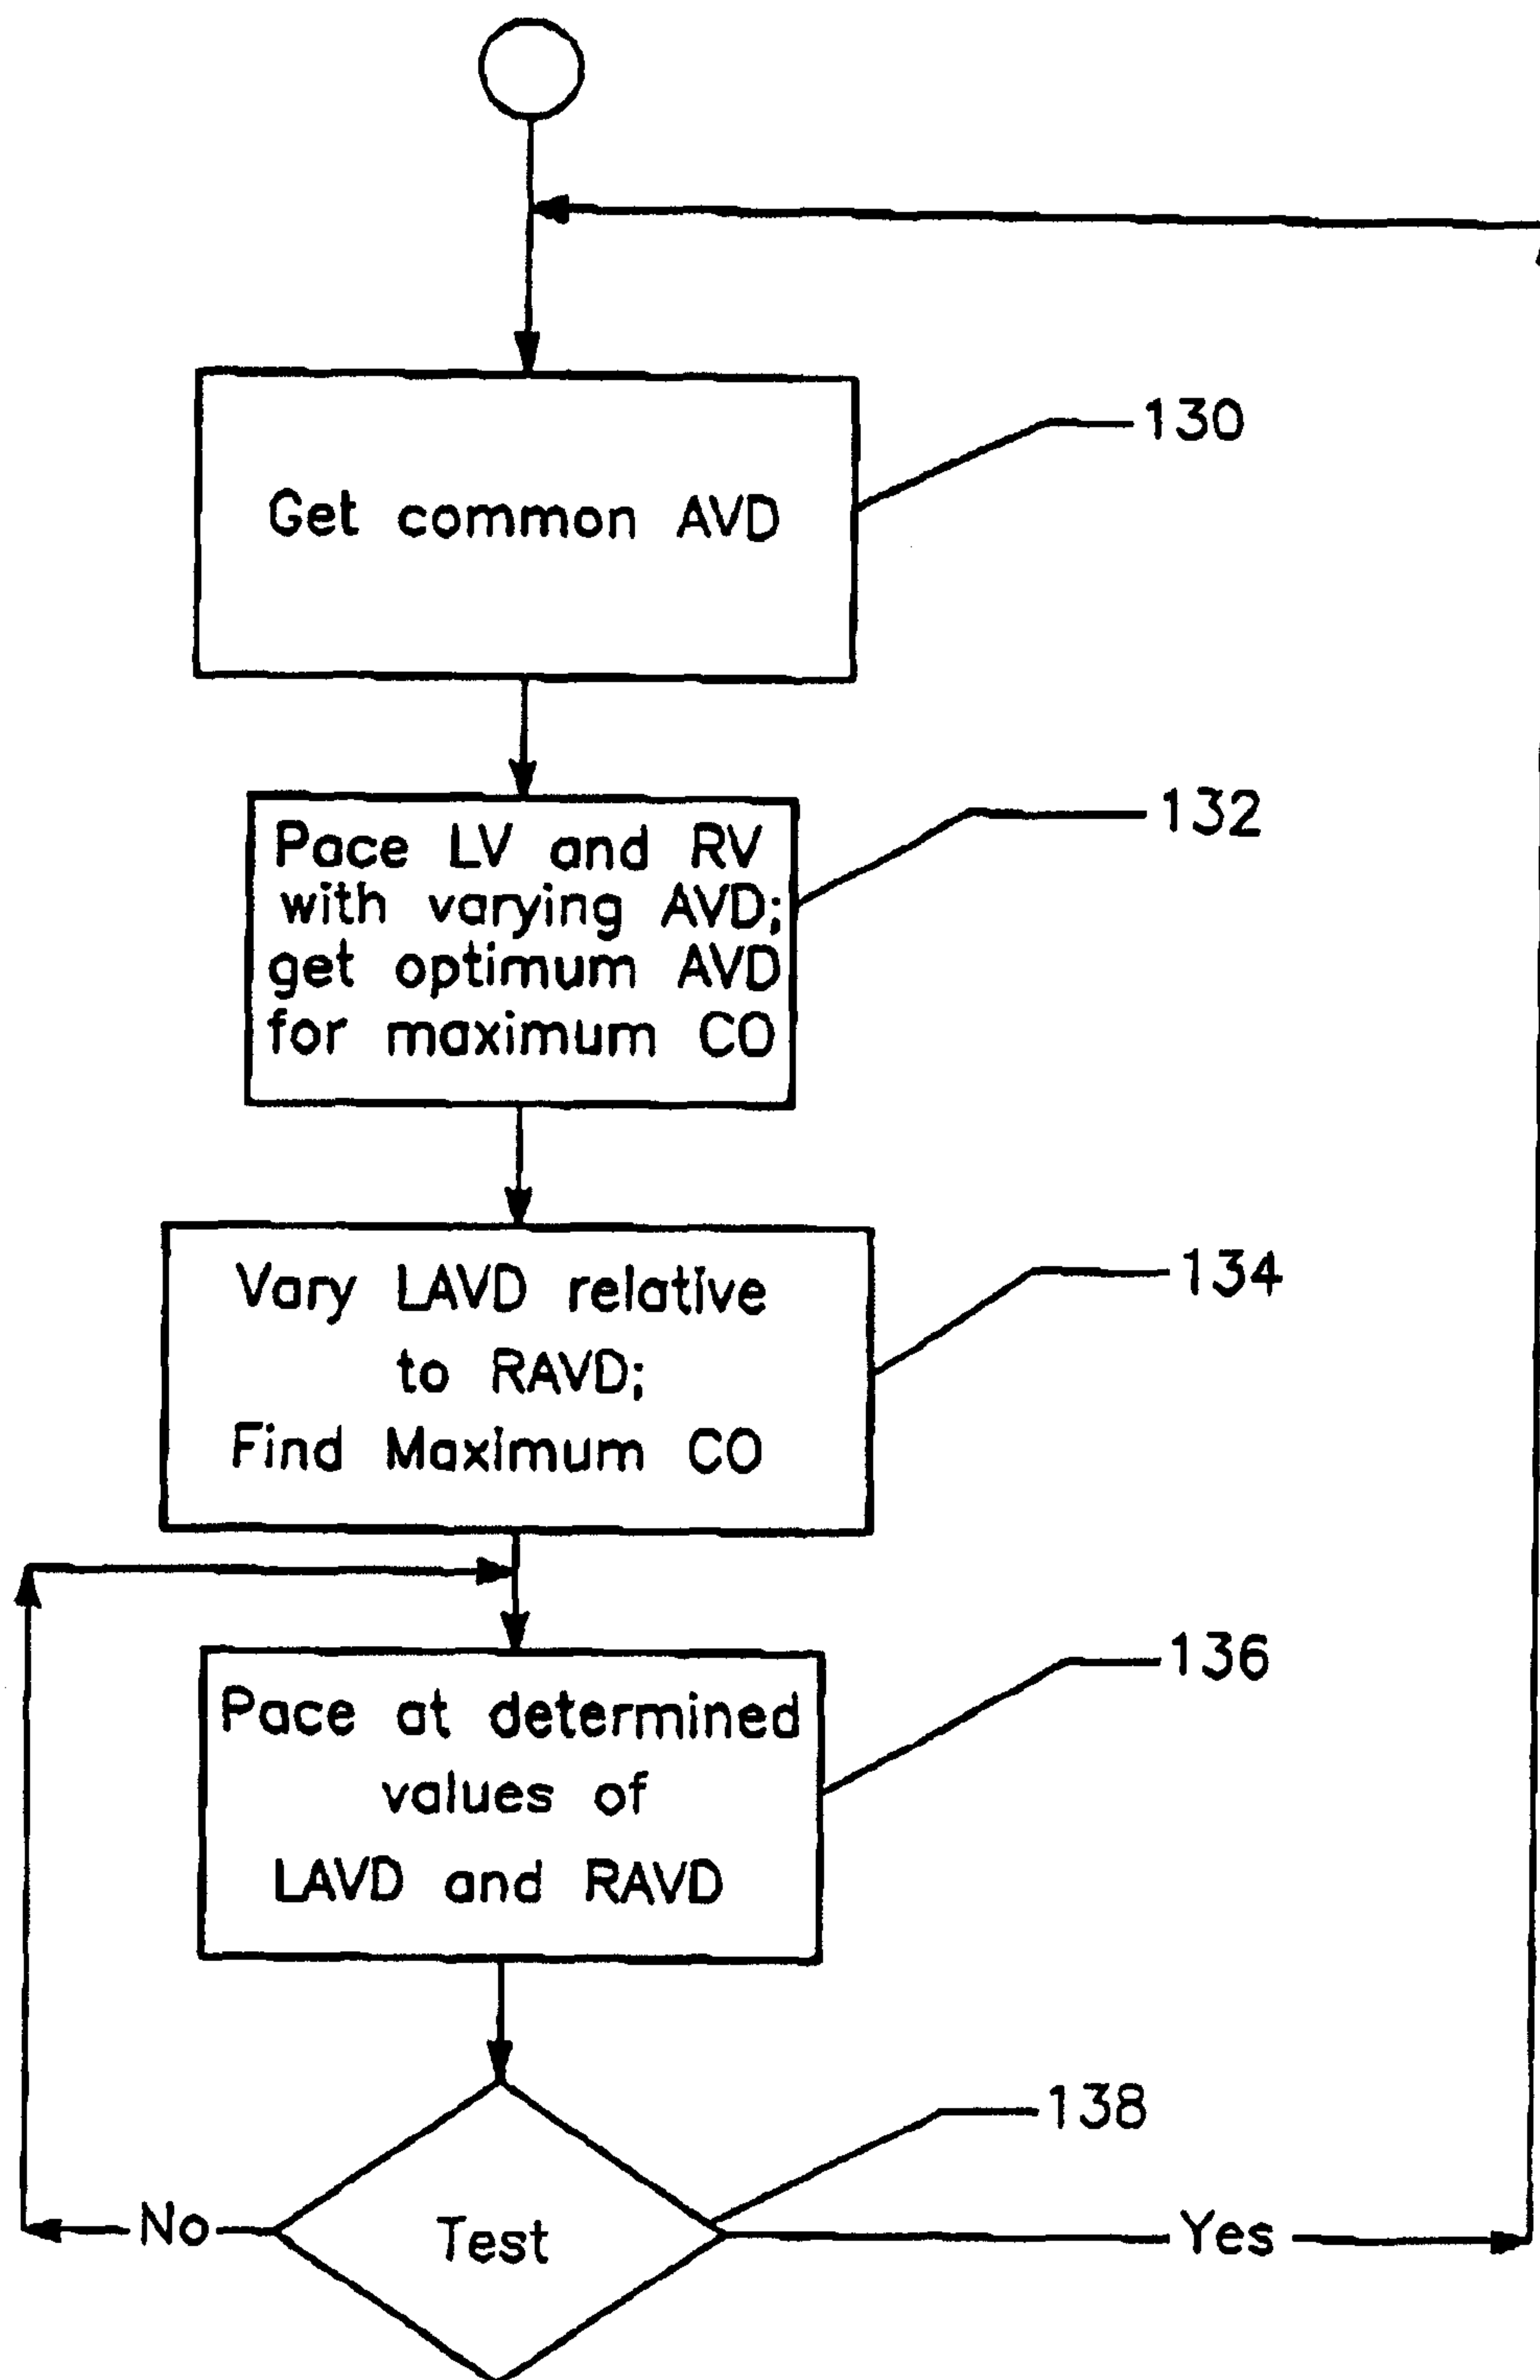 Get common AVD
130
Pace LV and RV
with varying AVD;
get optimum AVD
for maximum CO
132
Vary LAVD relative
to RAVD;
Find Maximum CO
134
Pace at determined
values of
LAVD and RAVD
136
138
No
Test
Yes